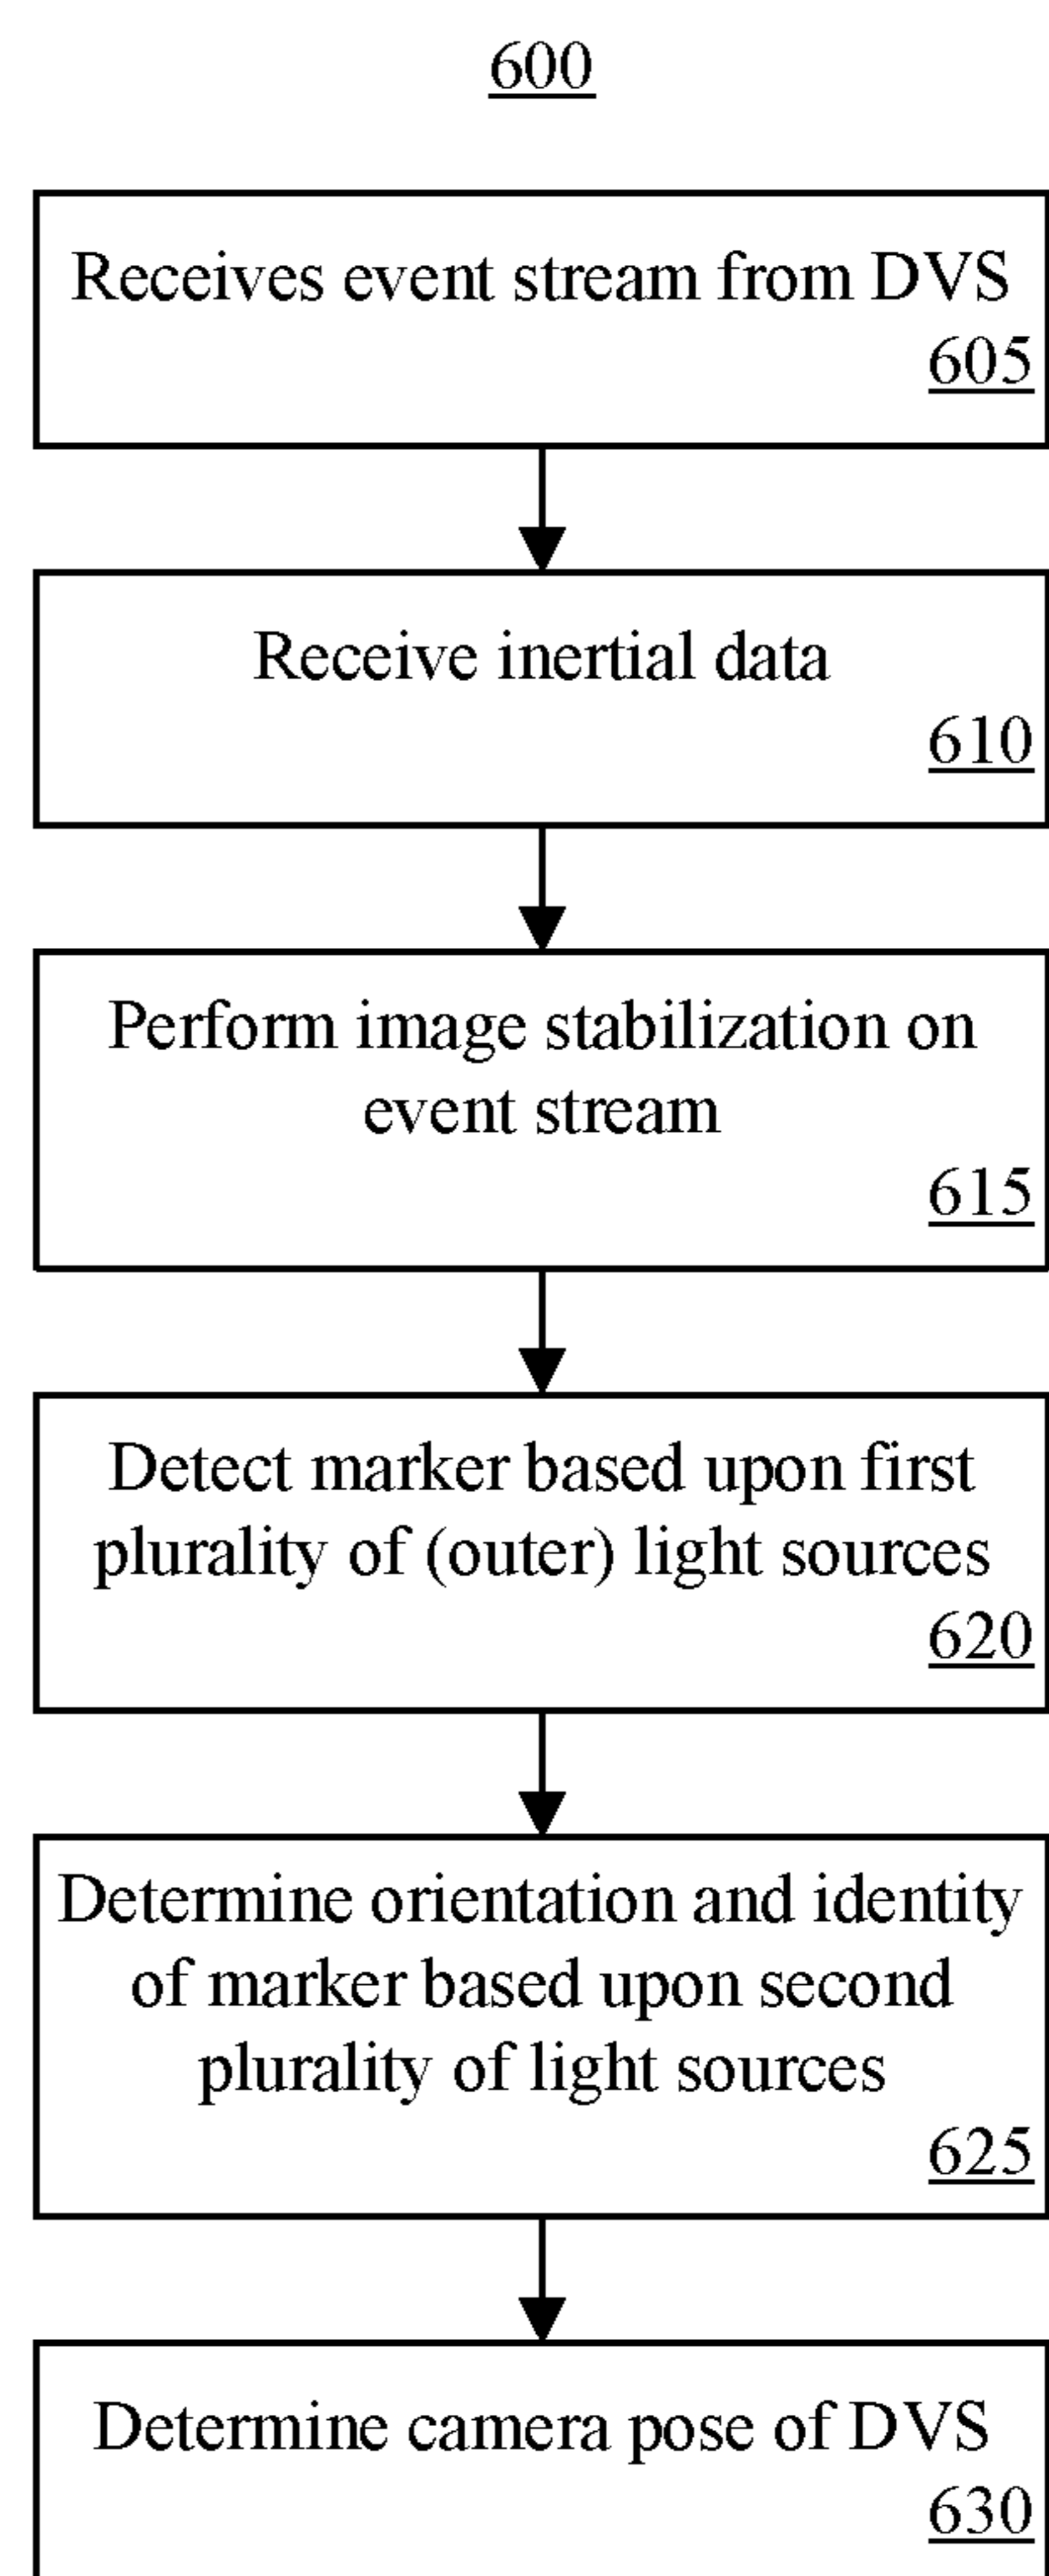 600
Receives event stream from DVS
605
Receive inertial data
610
Perform image stabilization on
event stream
615
Detect marker based upon first
plurality of (outer) light sources
620
Determine orientation and identity
of marker based upon second
plurality of light sources
625
Determine camera pose of DVS
630